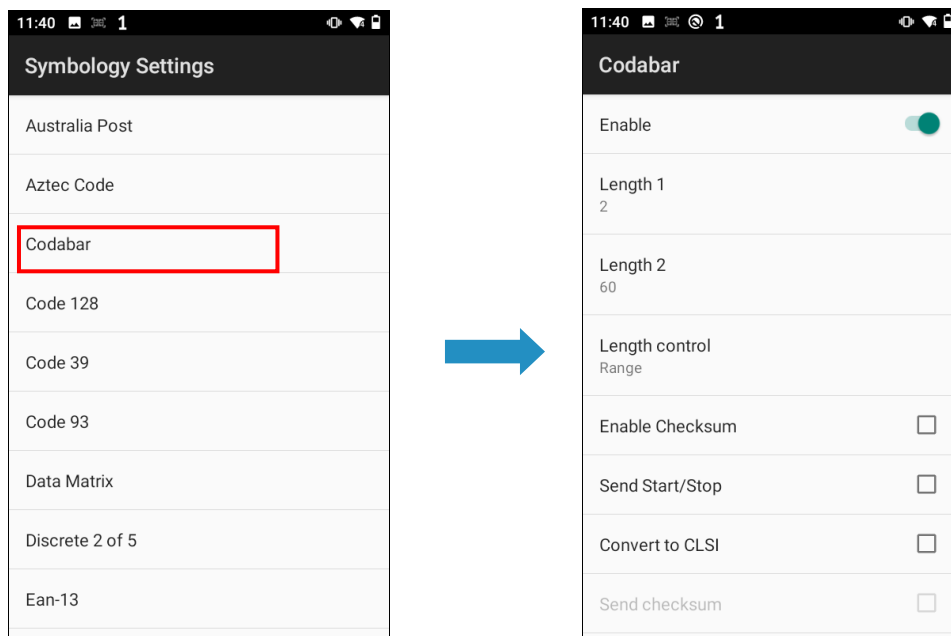 11:40 1
Symbology Settings
Australia Post
Aztec Code
Codabar
Code 128
Code 39
Code 93
Data Matrix
Discrete 2 of 5
Ean-13
11:40 1
Codabar
Enable
Length 1
2
Length 2
60
Length control
Range
Enable Checksum
Send Start/Stop
Convert to CLSI
Send checksum